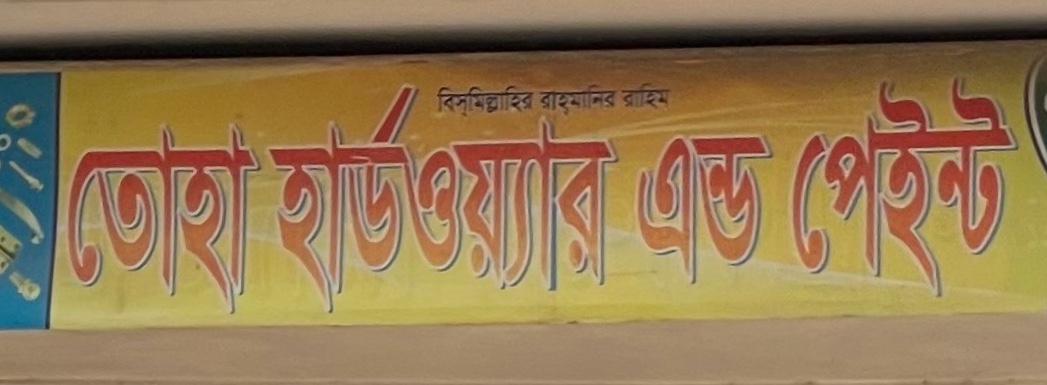 বিসমিল্লাহির রাহমানির রাহিম
তোহা হার্ডওয়্যার এন্ড পেইন্ট